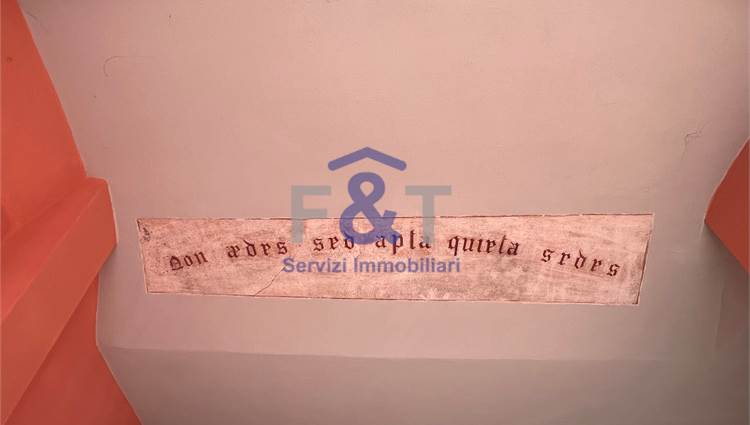 F&T
Non ædes sed apta quieta sedes
Servizi Immobiliari